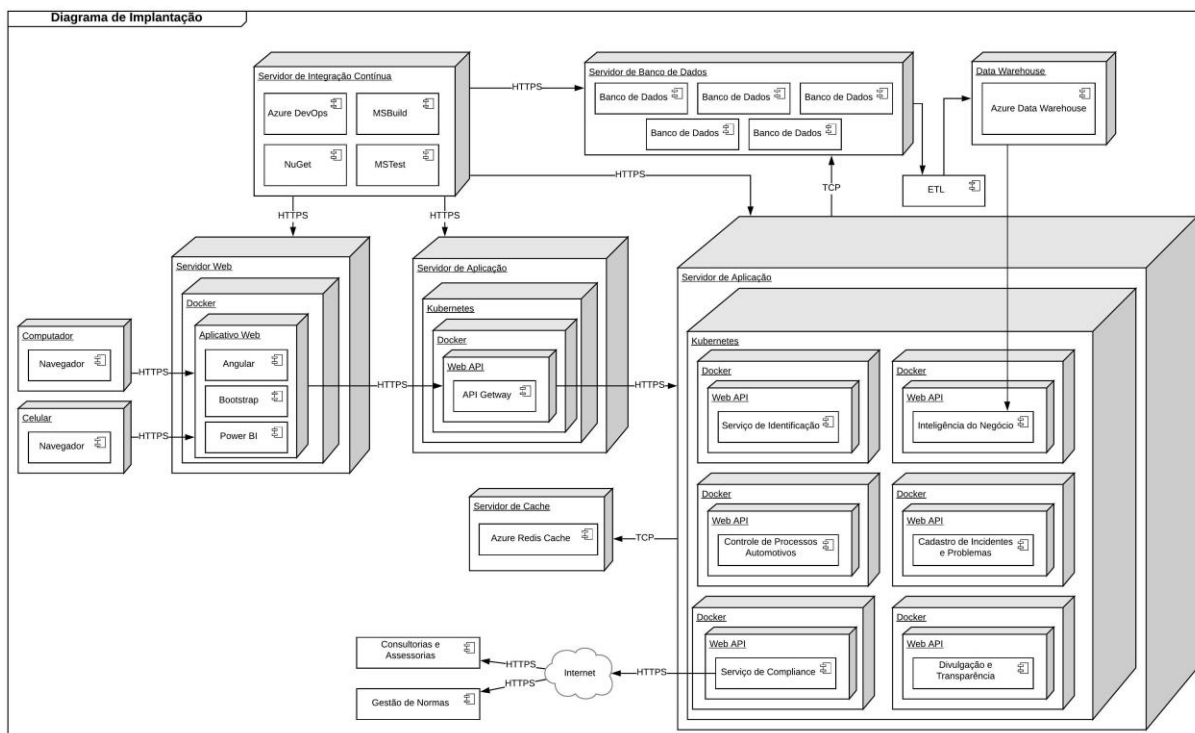 Diagrama de Implantação
Servidor de Integração Contínua
Azure DevOps
MSBuild
NuGet
MSTest
HTTPS
Servidor de Banco de Dados
Banco de Dados
Banco de Dados
Banco de Dados
Banco de Dados
Banco de Dados
Data Warehouse
Azure Data Warehouse
ETL
HTTPS
TCP
HTTPS
HTTPS
Servidor Web
Docker
Aplicativo Web
Angular
Bootstrap
Power BI
Computador
Navegador
HTTPS
Celular
Navegador
HTTPS
HTTPS
Servidor de Aplicação
Kubernetes
Docker
Web API
API Getway
HTTPS
Servidor de Aplicação
Kubernetes
Docker
Web API
Serviço de Identificação
Docker
Web API
Inteligência do Negócio
Docker
Web API
Controle de Processos
Automotivos
Docker
Web API
Cadastro de Incidentes
e Problemas
Docker
Web API
Serviço de Compliance
Docker
Web API
Divulgação e
Transparência
Servidor de Cache
Azure Redis Cache
TCP
HTTPS
Internet
HTTPS
HTTPS
Consultorias e
Assessorias
Gestão de Normas